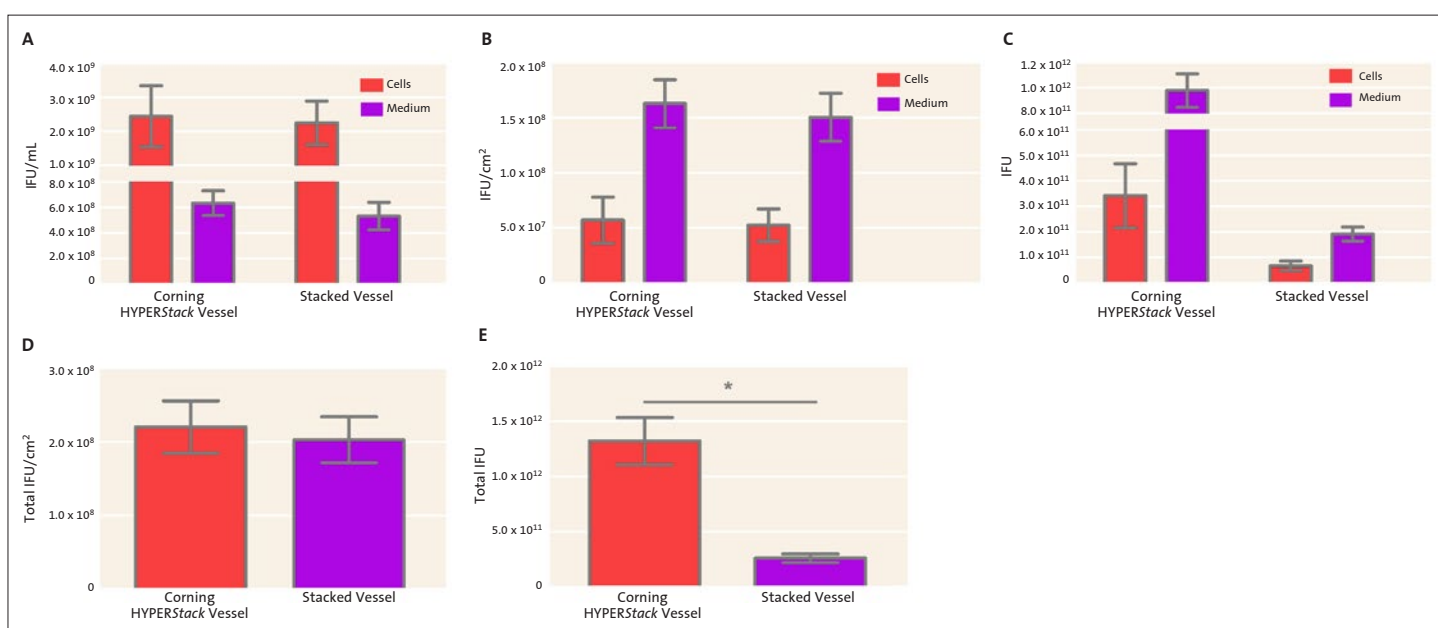 A
IFU/mL
4.0 x 10⁹
3.0 x 10⁹
2.0 x 10⁹
1.0 x 10⁹
8.0 x 10⁸
6.0 x 10⁸
4.0 x 10⁸
2.0 x 10⁸
0
Cells
Medium
Corning
HYPERStack Vessel
Stacked Vessel
B
IFU/cm²
2.0 x 10⁸
1.5 x 10⁸
1.0 x 10⁸
5.0 x 10⁷
0
Cells
Medium
Corning
HYPERStack Vessel
Stacked Vessel
C
IFU
1.2 x 10¹²
1.0 x 10¹²
8.0 x 10¹¹
6.0 x 10¹¹
5.0 x 10¹¹
4.0 x 10¹¹
3.0 x 10¹¹
2.0 x 10¹¹
1.0 x 10¹¹
0
Cells
Medium
Corning
HYPERStack Vessel
Stacked Vessel
D
Total IFU/cm²
3.0 x 10⁸
2.0 x 10⁸
1.0 x 10⁸
0
Corning
HYPERStack Vessel
Stacked Vessel
E
Total IFU
2.0 x 10¹²
1.5 x 10¹²
1.0 x 10¹²
5.0 x 10¹¹
0
*
Corning
HYPERStack Vessel
Stacked Vessel